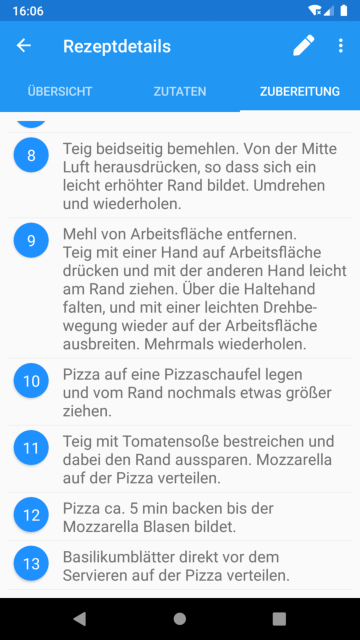 16:06
Rezeptdetails
ÜBERSICHT ZUTATEN ZUBEREITUNG
8 Teig beidseitig bemehlen. Von der Mitte
Luft herausdrücken, so dass sich ein
leicht erhöhter Rand bildet. Umdrehen
und wiederholen.
9 Mehl von Arbeitsfläche entfernen.
Teig mit einer Hand auf Arbeitsfläche
drücken und mit der anderen Hand leicht
am Rand ziehen. Über die Haltehand
falten, und mit einer leichten Drehbe-
wegung wieder auf der Arbeitsfläche
ausbreiten. Mehrmals wiederholen.
10 Pizza auf eine Pizzaschaufel legen
und vom Rand nochmals etwas größer
ziehen.
11 Teig mit Tomatensoße bestreichen und
dabei den Rand aussparen. Mozzarella
auf der Pizza verteilen.
12 Pizza ca. 5 min backen bis der
Mozzarella Blasen bildet.
13 Basilikumblätter direkt vor dem
Servieren auf der Pizza verteilen.